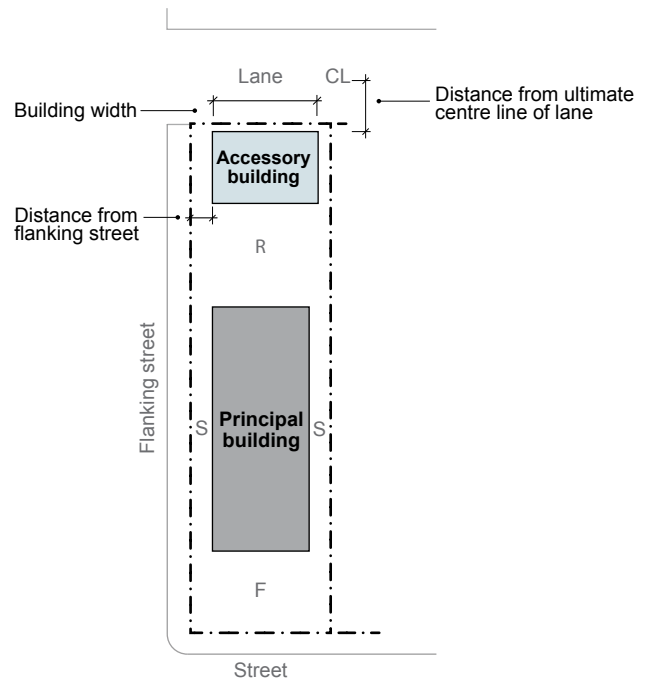 Lane
CL
Building width
Distance from ultimate
centre line of lane
Accessory
building
Distance from
flanking street
R
Flanking street
S
Principal
building
S
F
Street